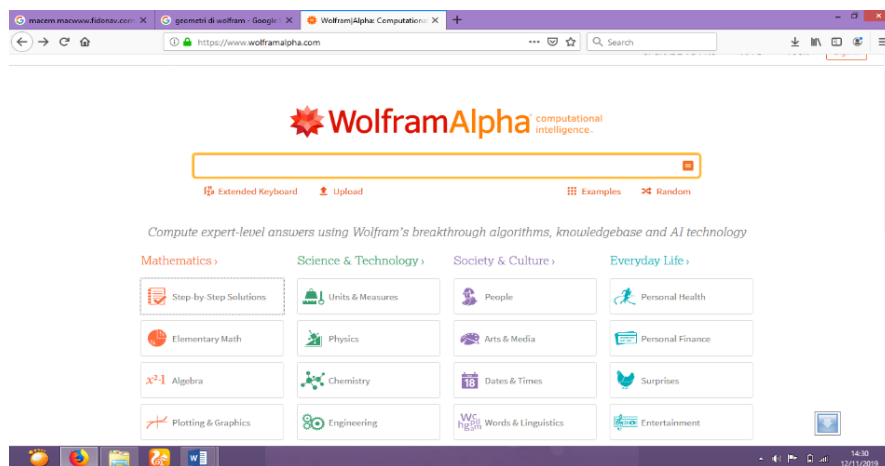 macem.macwww.fidonav.com
geometri di wolfram - Google
Wolfram|Alpha: Computationa
https://www.wolframalpha.com
Search
WolframAlpha computational intelligence.
Extended Keyboard Upload Examples Random
Compute expert-level answers using Wolfram's breakthrough algorithms, knowledgebase and AI technology
Mathematics › Science & Technology › Society & Culture › Everyday Life ›
Step-by-Step Solutions Units & Measures People Personal Health
Elementary Math Physics Arts & Media Personal Finance
x²-1 Algebra Chemistry 18 Dates & Times Surprises
Plotting & Graphics Engineering Words & Linguistics Entertainment
14:30
12/11/2019